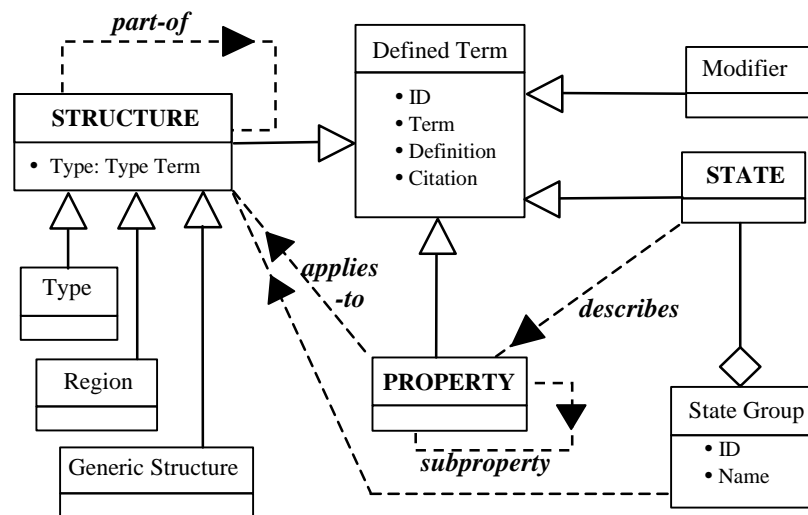 part-of
Defined Term
• ID
• Term
• Definition
• Citation
Modifier
STRUCTURE
• Type: Type Term
STATE
applies
-to
describes
Type
Region
PROPERTY
subproperty
Generic Structure
State Group
• ID
• Name